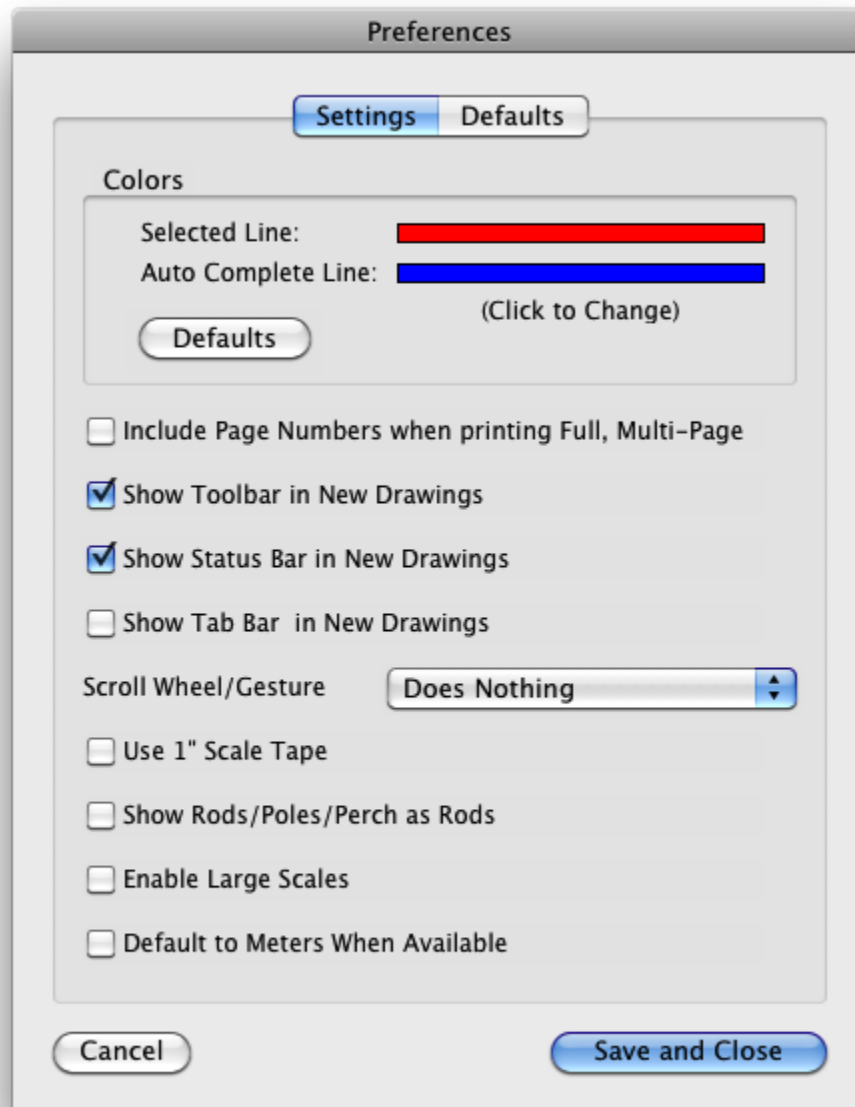 Preferences
Settings Defaults
Colors
Selected Line:
Auto Complete Line:
(Click to Change)
Defaults
Include Page Numbers when printing Full, Multi-Page
Show Toolbar in New Drawings
Show Status Bar in New Drawings
Show Tab Bar  in New Drawings
Scroll Wheel/Gesture Does Nothing
Use 1" Scale Tape
Show Rods/Poles/Perch as Rods
Enable Large Scales
Default to Meters When Available
Cancel Save and Close